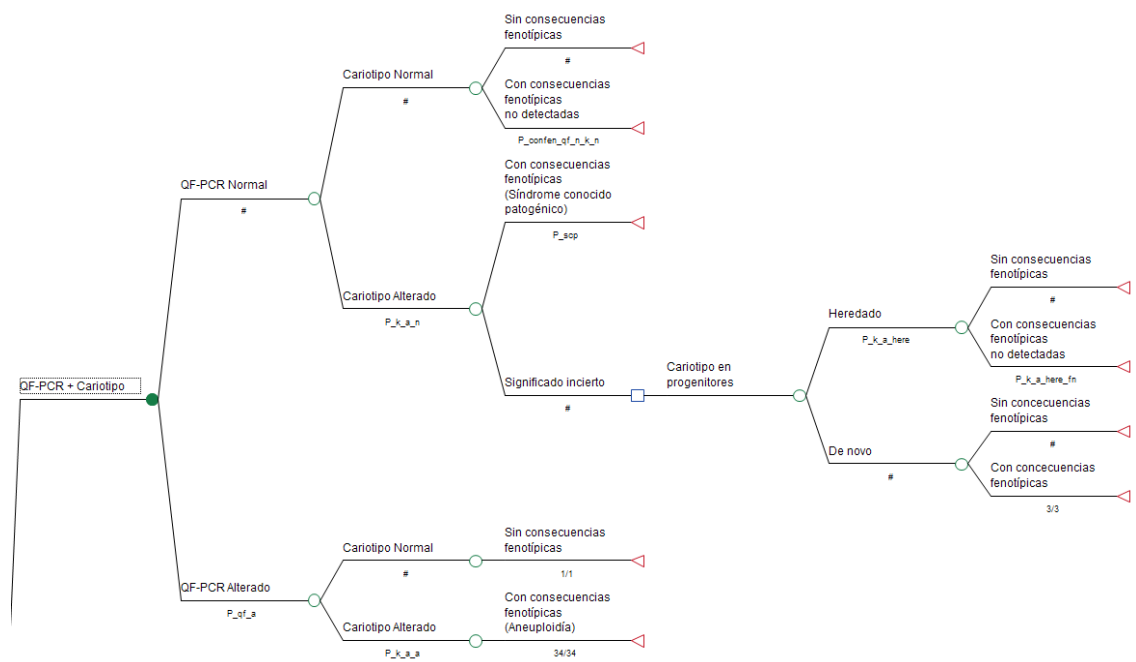 Sin consecuencias
fenotípicas
#
Cariotipo Normal
#
Con consecuencias
fenotípicas
no detectadas
P_confen_qf_n_k_n
QF-PCR Normal
#
Con consecuencias
fenotípicas
(Síndrome conocido
patogénico)
P_scp
Cariotipo Alterado
P_k_a_n
Significado incierto
#
Cariotipo en
progenitores
Heredado
P_k_a_here
Sin consecuencias
fenotípicas
#
Con consecuencias
fenotípicas
no detectadas
P_k_a_here_fn
De novo
#
Sin concecuencias
fenotípicas
#
Con concecuencias
fenotípicas
3/3
QF-PCR + Cariotipo
QF-PCR Alterado
P_qf_a
Cariotipo Normal
#
Sin consecuencias
fenotípicas
1/1
Cariotipo Alterado
P_k_a_a
Con consecuencias
fenotípicas
(Aneuploidía)
34/34